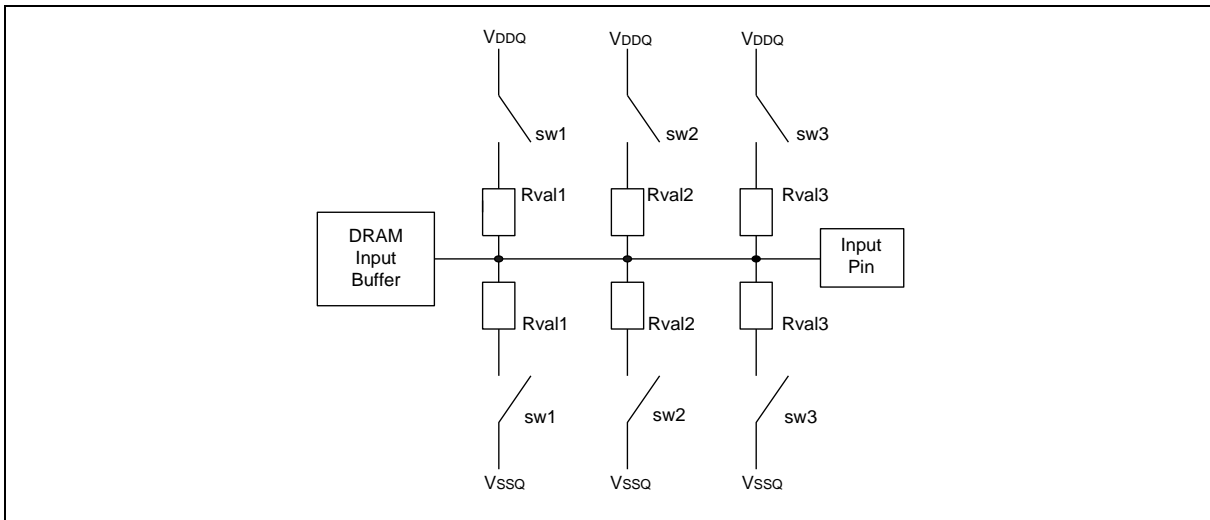 VDDQ VDDQ VDDQ
sw1 sw2 sw3
Rval1 Rval2 Rval3
DRAM
Input
Buffer
Input
Pin
Rval1 Rval2 Rval3
sw1 sw2 sw3
VSSQ VSSQ VSSQ